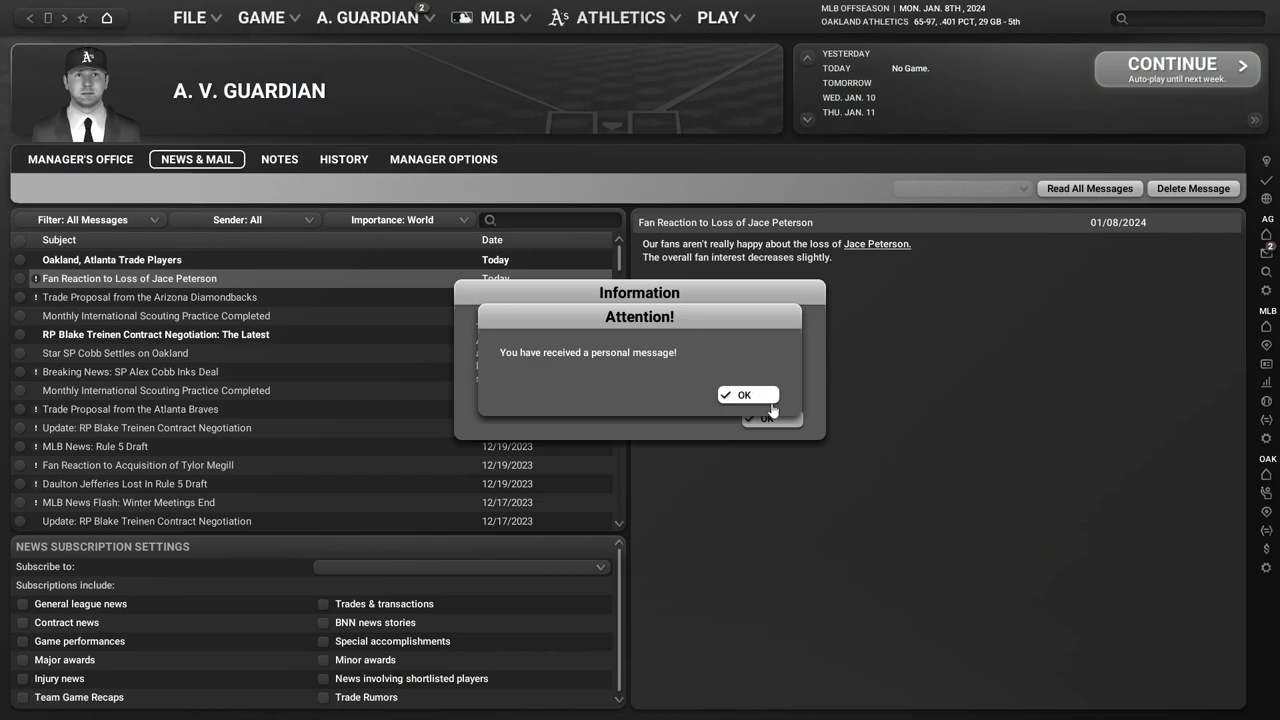 FILE
GAME
A. GUARDIAN
2
MLB
A's
ATHLETICS
PLAY
MLB OFFSEASON | MON. JAN. 8TH , 2024
OAKLAND ATHLETICS 65-97, .401 PCT, 29 GB - 5th
A. V. GUARDIAN
YESTERDAY
TODAY No Game.
TOMORROW
WED. JAN. 10
THU. JAN. 11
CONTINUE
Auto-play until next week.
MANAGER'S OFFICE
NEWS & MAIL
NOTES
HISTORY
MANAGER OPTIONS
Read All Messages
Delete Message
Filter: All Messages
Sender: All
Importance: World
Subject Date
Oakland, Atlanta Trade Players Today
! Fan Reaction to Loss of Jace Peterson Today
! Trade Proposal from the Arizona Diamondbacks
Monthly International Scouting Practice Completed
RP Blake Treinen Contract Negotiation: The Latest
Star SP Cobb Settles on Oakland
! Breaking News: SP Alex Cobb Inks Deal
Monthly International Scouting Practice Completed
! Trade Proposal from the Atlanta Braves
! Update: RP Blake Treinen Contract Negotiation
! MLB News: Rule 5 Draft 12/19/2023
! Fan Reaction to Acquisition of Tylor Megill 12/19/2023
! Daulton Jefferies Lost In Rule 5 Draft 12/19/2023
! MLB News Flash: Winter Meetings End 12/17/2023
Update: RP Blake Treinen Contract Negotiation 12/17/2023
Fan Reaction to Loss of Jace Peterson 01/08/2024
Our fans aren't really happy about the loss of Jace Peterson.
The overall fan interest decreases slightly.
Information
Attention!
You have received a personal message!
OK
OK
NEWS SUBSCRIPTION SETTINGS
Subscribe to:
Subscriptions include:
General league news
Trades & transactions
Contract news
BNN news stories
Game performances
Special accomplishments
Major awards
Minor awards
Injury news
News involving shortlisted players
Team Game Recaps
Trade Rumors
AG
2
MLB
OAK